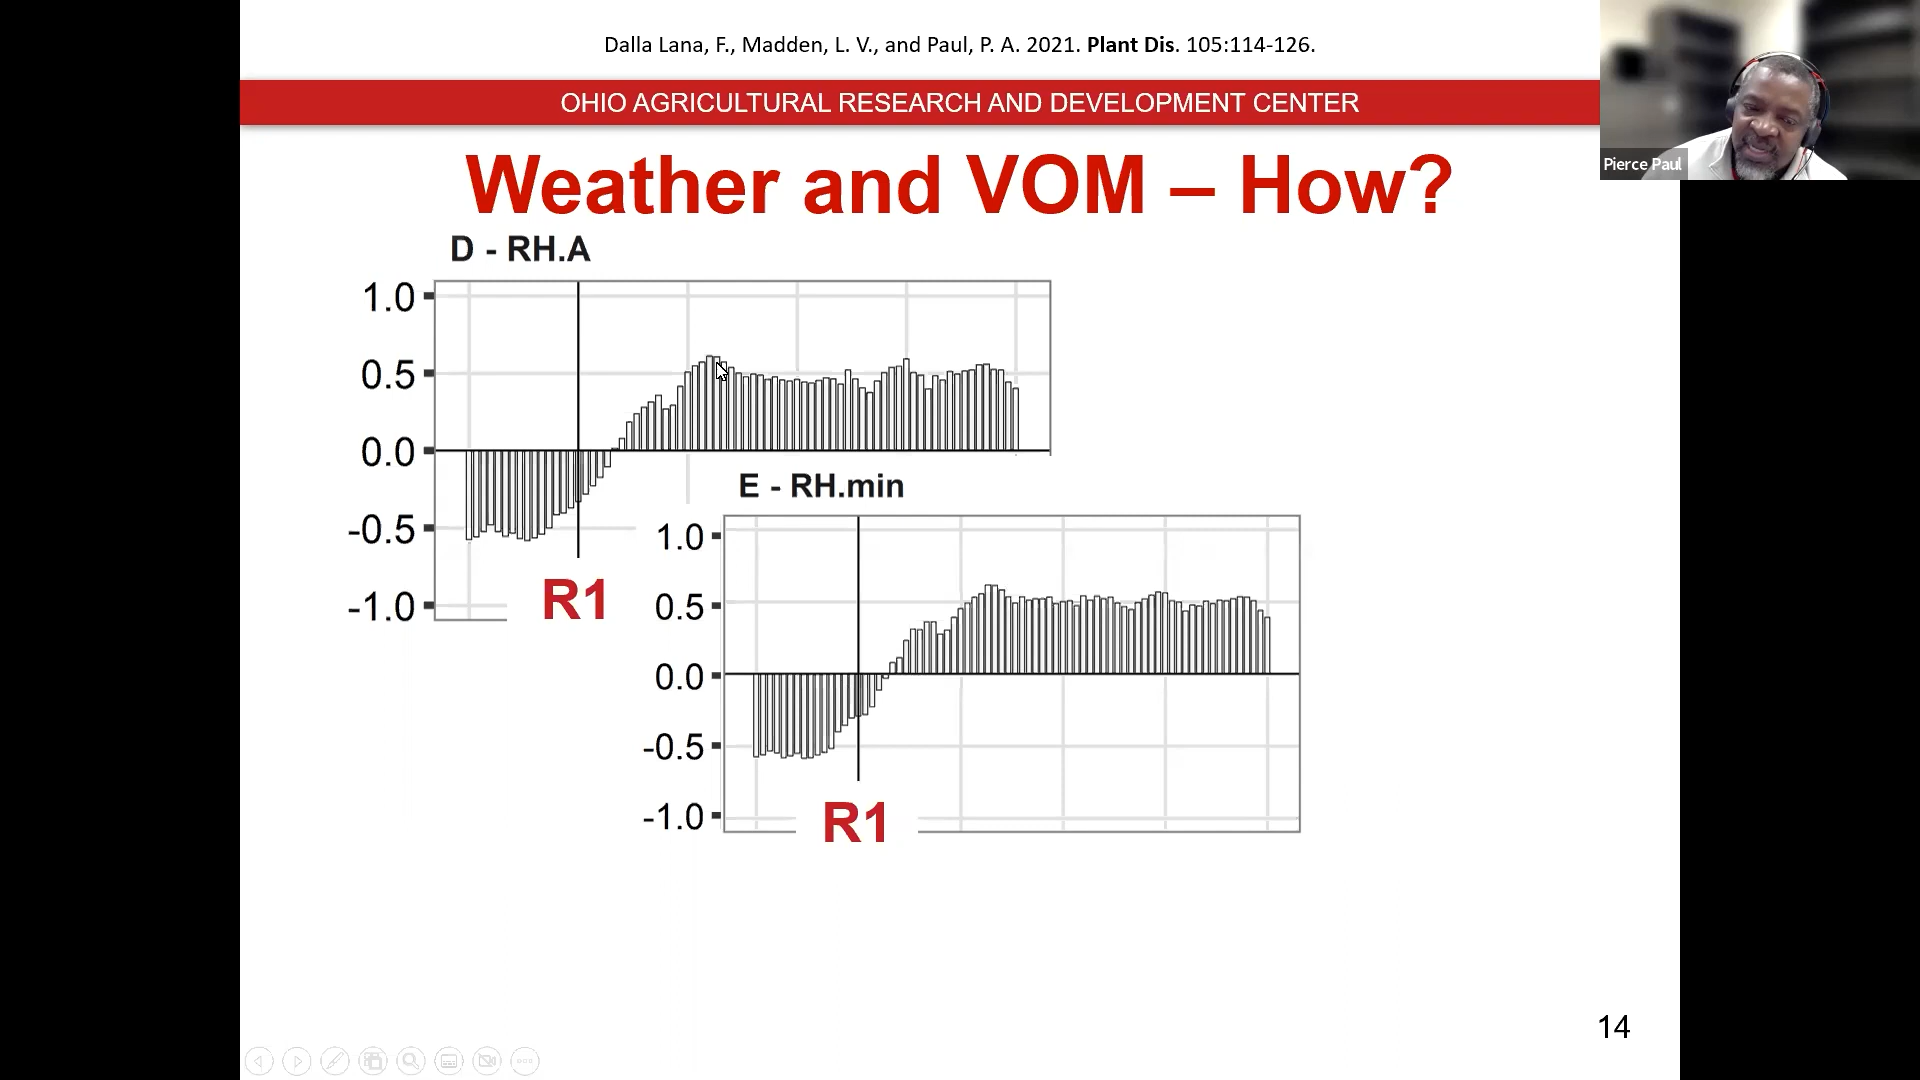 Dalla Lana, F., Madden, L. V., and Paul, P. A. 2021. Plant Dis. 105:114-126.
OHIO AGRICULTURAL RESEARCH AND DEVELOPMENT CENTER
Pierce Paul
Weather and VOM – How?
D - RH.A
1.0
0.5
0.0
-0.5
-1.0
R1
E - RH.min
1.0
0.5
0.0
-0.5
-1.0
R1
14